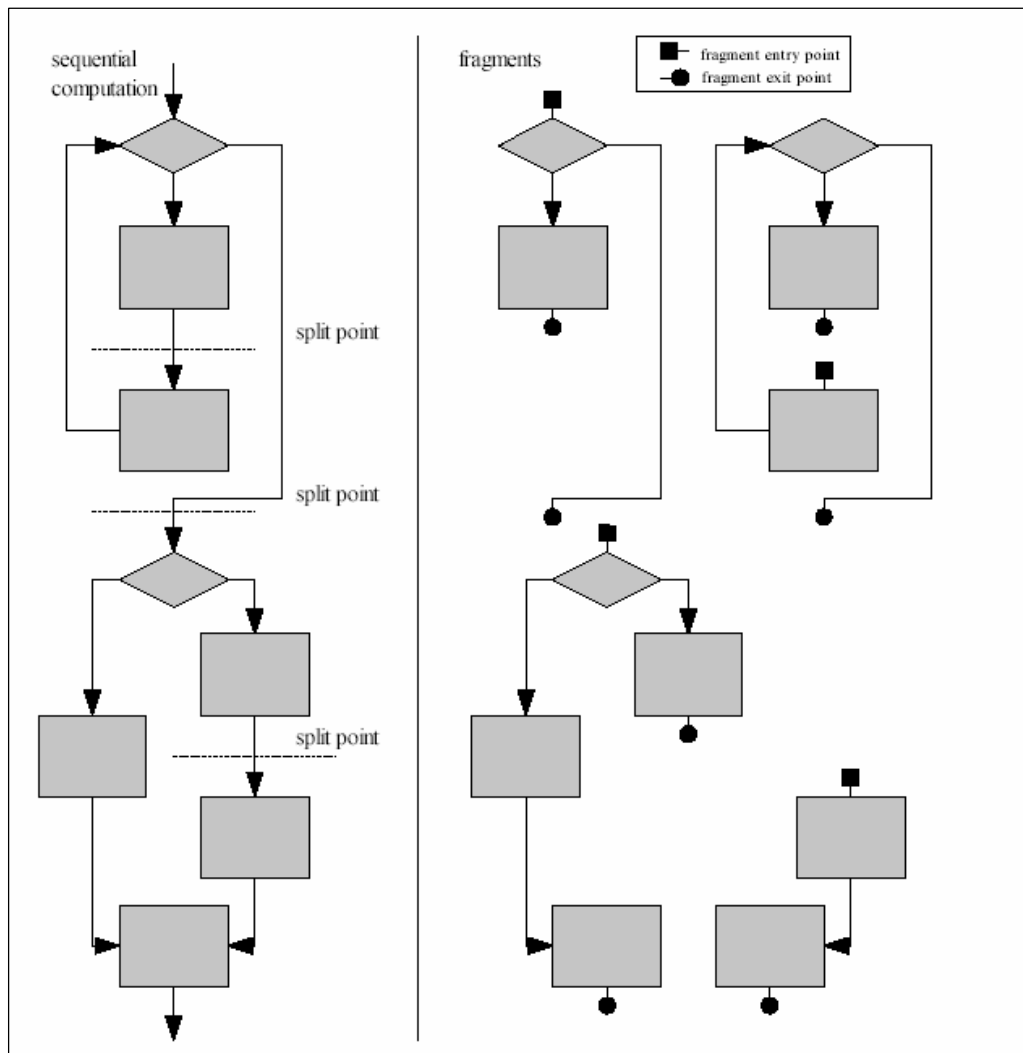 sequential
computation
fragments
fragment entry point
fragment exit point
split point
split point
split point